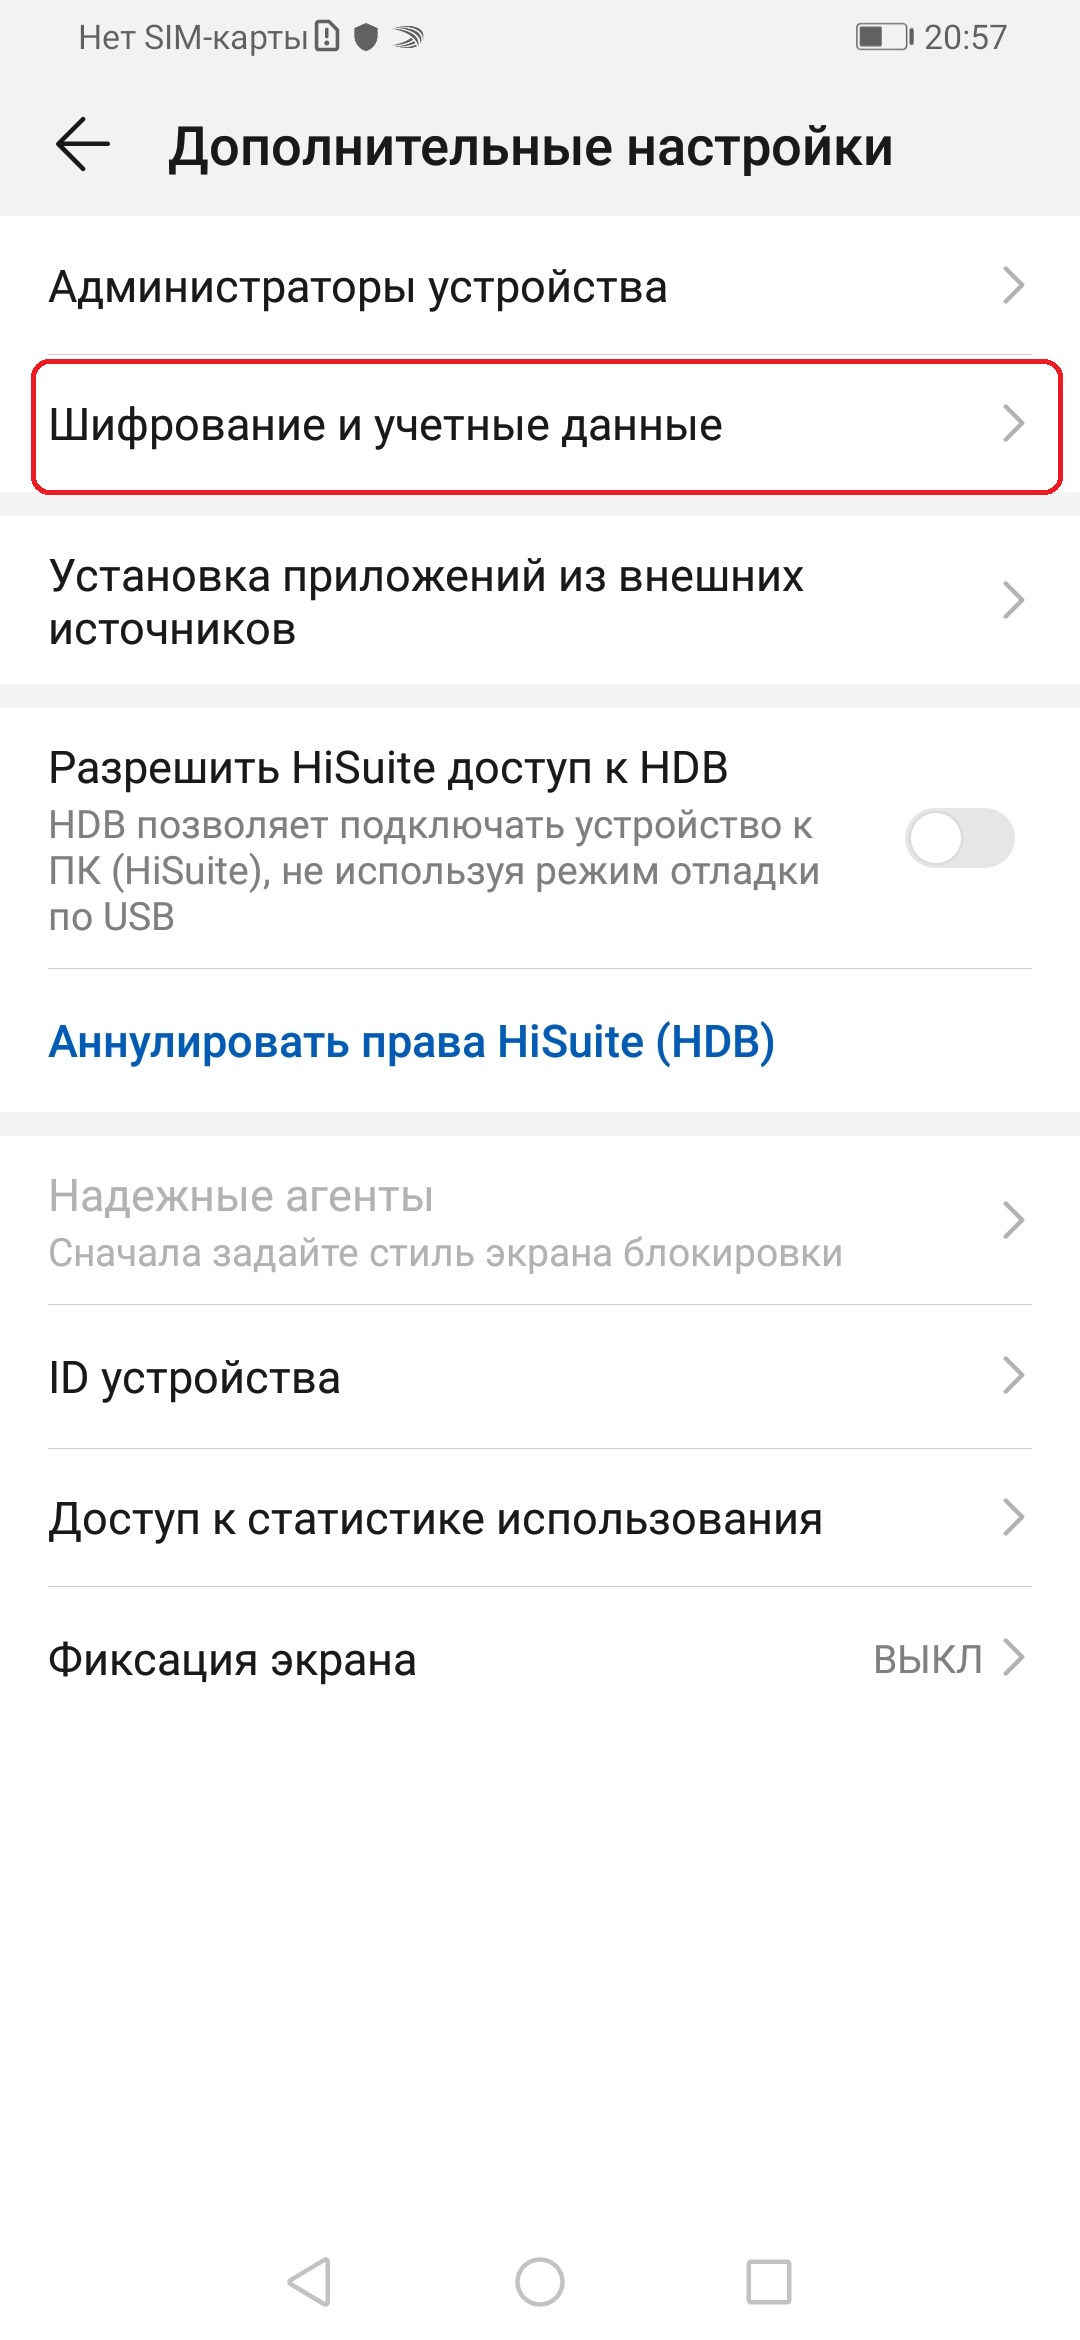 Нет SIM-карты
20:57
Дополнительные настройки
Администраторы устройства
Шифрование и учетные данные
Установка приложений из внешних
источников
Разрешить HiSuite доступ к HDB
HDB позволяет подключать устройство к
ПК (HiSuite), не используя режим отладки
по USB
Аннулировать права HiSuite (HDB)
Надежные агенты
Сначала задайте стиль экрана блокировки
ID устройства
Доступ к статистике использования
Фиксация экрана ВЫКЛ